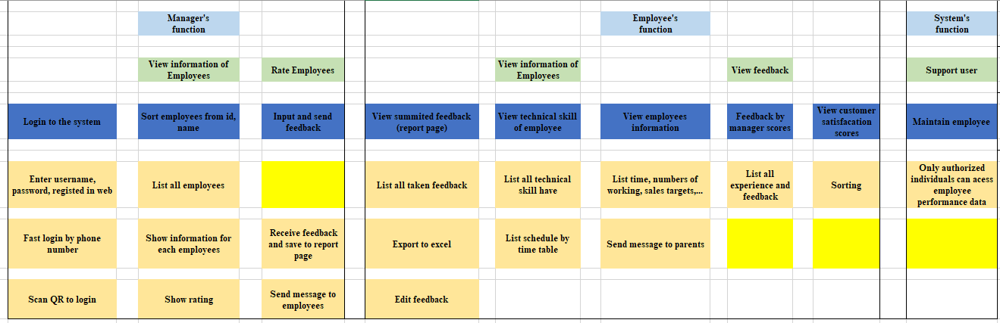 Manager's
function
Employee's
function
System's
function
View information of
Employees
Rate Employees
View information of
Employees
View feedback
Support user
Login to the system
Sort employees from id,
name
Input and send
feedback
View summited feedback
(report page)
View technical skill
of employee
View employees
information
Feedback by
manager scores
View customer
satisfacation
scores
Maintain employee
Enter username,
password, registed in web
List all employees
List all taken feedback
List all technical
skill have
List time, numbers of
working, sales targets,...
List all
experience and
feedback
Sorting
Only authorized
individuals can acess
employee
performance data
Fast login by phone
number
Show information for
each employees
Receive feedback
and save to report
page
Export to excel
List schedule by
time table
Send message to parents
Scan QR to login
Show rating
Send message to
employees
Edit feedback